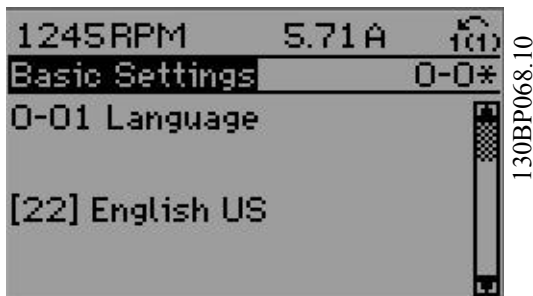 1245RPM 5.71A 1(1)
Basic Settings 0-0*
0-01 Language
[22] English US
130BP068.10